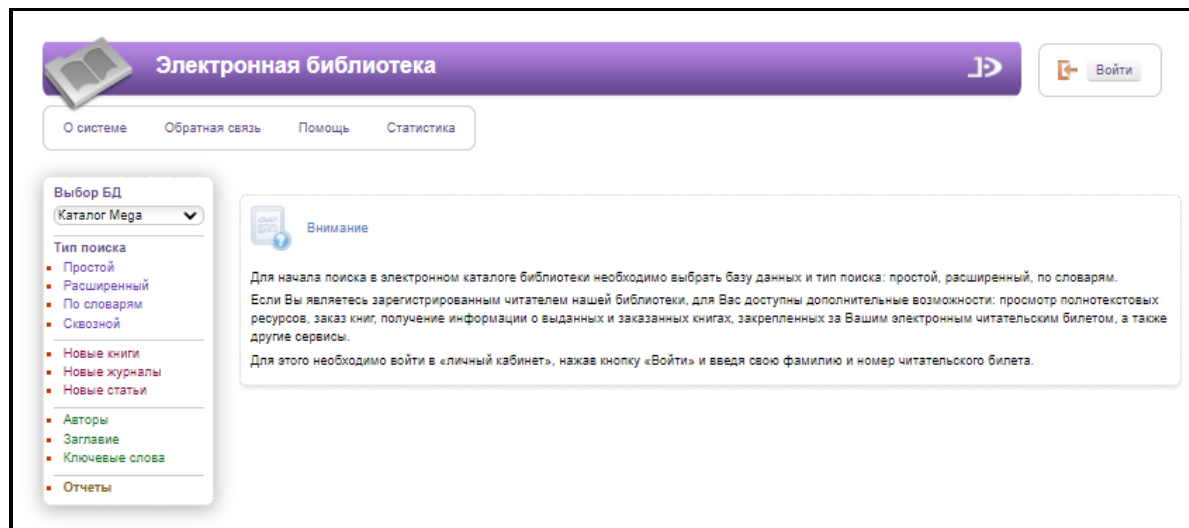 Электронная библиотека
Войти
О системе Обратная связь Помощь Статистика
Выбор БД
Каталог Mega
Тип поиска
Простой
Расширенный
По словарям
Сквозной
Новые книги
Новые журналы
Новые статьи
Авторы
Заглавие
Ключевые слова
Отчеты
Внимание
Для начала поиска в электронном каталоге библиотеки необходимо выбрать базу данных и тип поиска: простой, расширенный, по словарям.
Если Вы являетесь зарегистрированным читателем нашей библиотеки, для Вас доступны дополнительные возможности: просмотр полнотекстовых
ресурсов, заказ книг, получение информации о выданных и заказанных книгах, закрепленных за Вашим электронным читательским билетом, а также
другие сервисы.
Для этого необходимо войти в «личный кабинет», нажав кнопку «Войти» и введя свою фамилию и номер читательского билета.